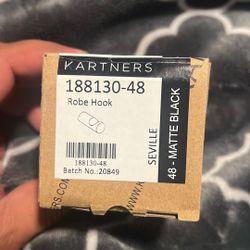 KARTNERS
188130-48
Robe Hook
188130-48
Batch No.:20849
SEVILLE
48 - MATTE BLACK